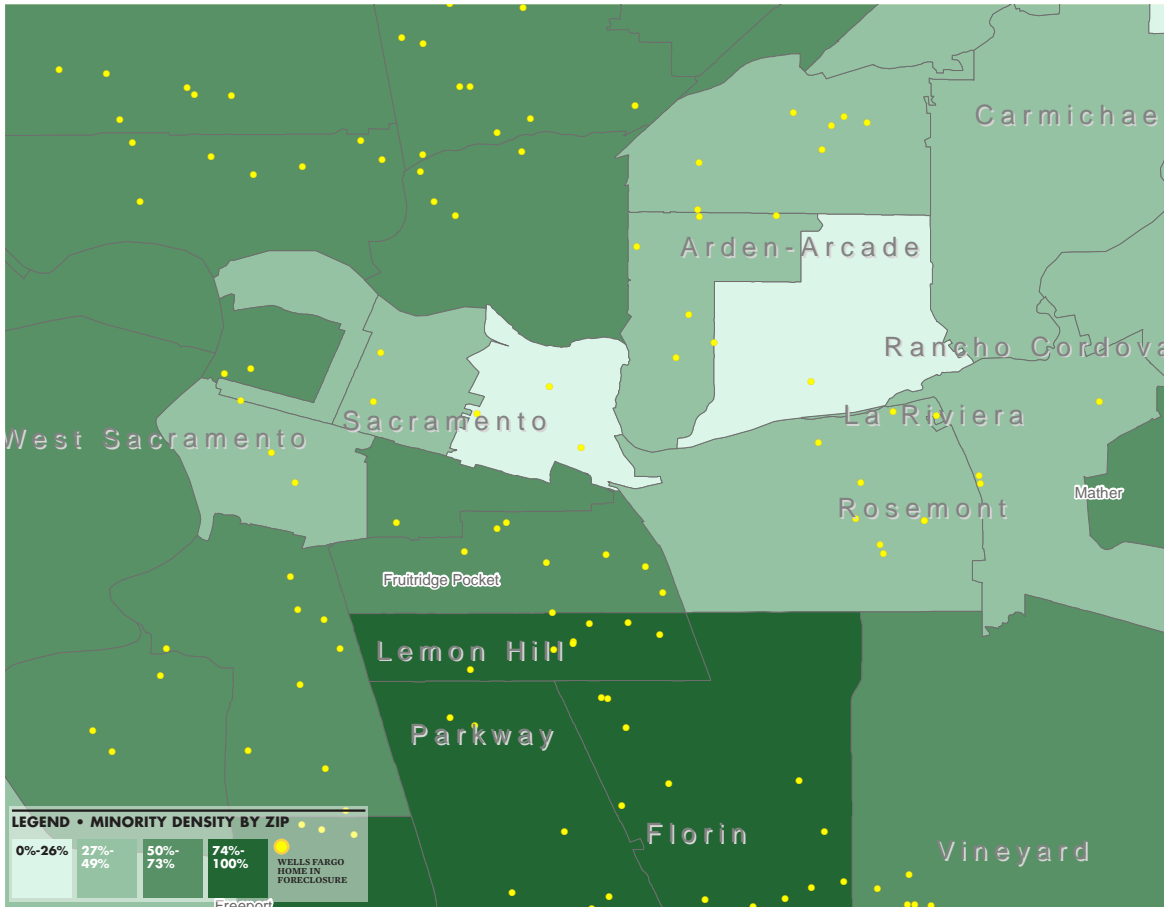 Carmichae
Arden-Arcade
Rancho Cordova
La Riviera
Sacramento
West Sacramento
Mather
Rosemont
Fruitridge Pocket
Lemon Hill
Parkway
Florin
Vineyard
LEGEND • MINORITY DENSITY BY ZIP
0%-26%
27%-
49%
50%-
73%
74%-
100%
WELLS FARGO
HOME IN
FORECLOSURE
Freeport